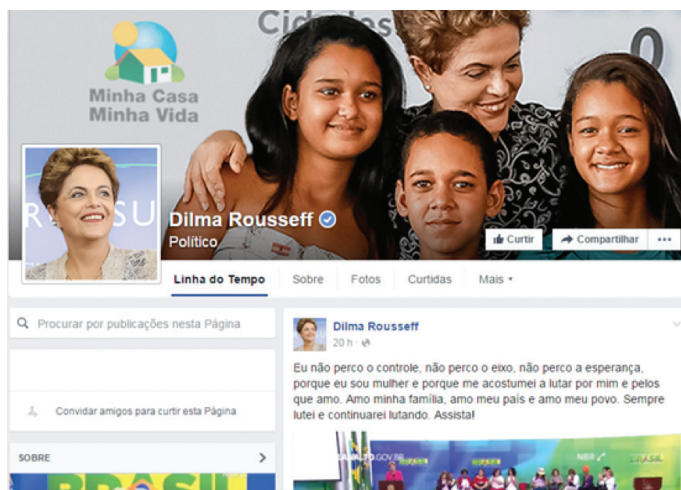 Cidades
Minha Casa
Minha Vida
Dilma Rousseff
Político
Curtir
Compartilhar
Linha do Tempo
Sobre
Fotos
Curtidas
Mais
Procurar por publicações nesta Página
Convidar amigos para curtir esta Página
SOBRE
BRASIL
Dilma Rousseff
20 h
Eu não perco o controle, não perco o eixo, não perco a esperança,
porque eu sou mulher e porque me acostumei a lutar por mim e pelos
que amo. Amo minha família, amo meu país e amo meu povo. Sempre
lutei e continuarei lutando. Assista!
NBR
BRASIL